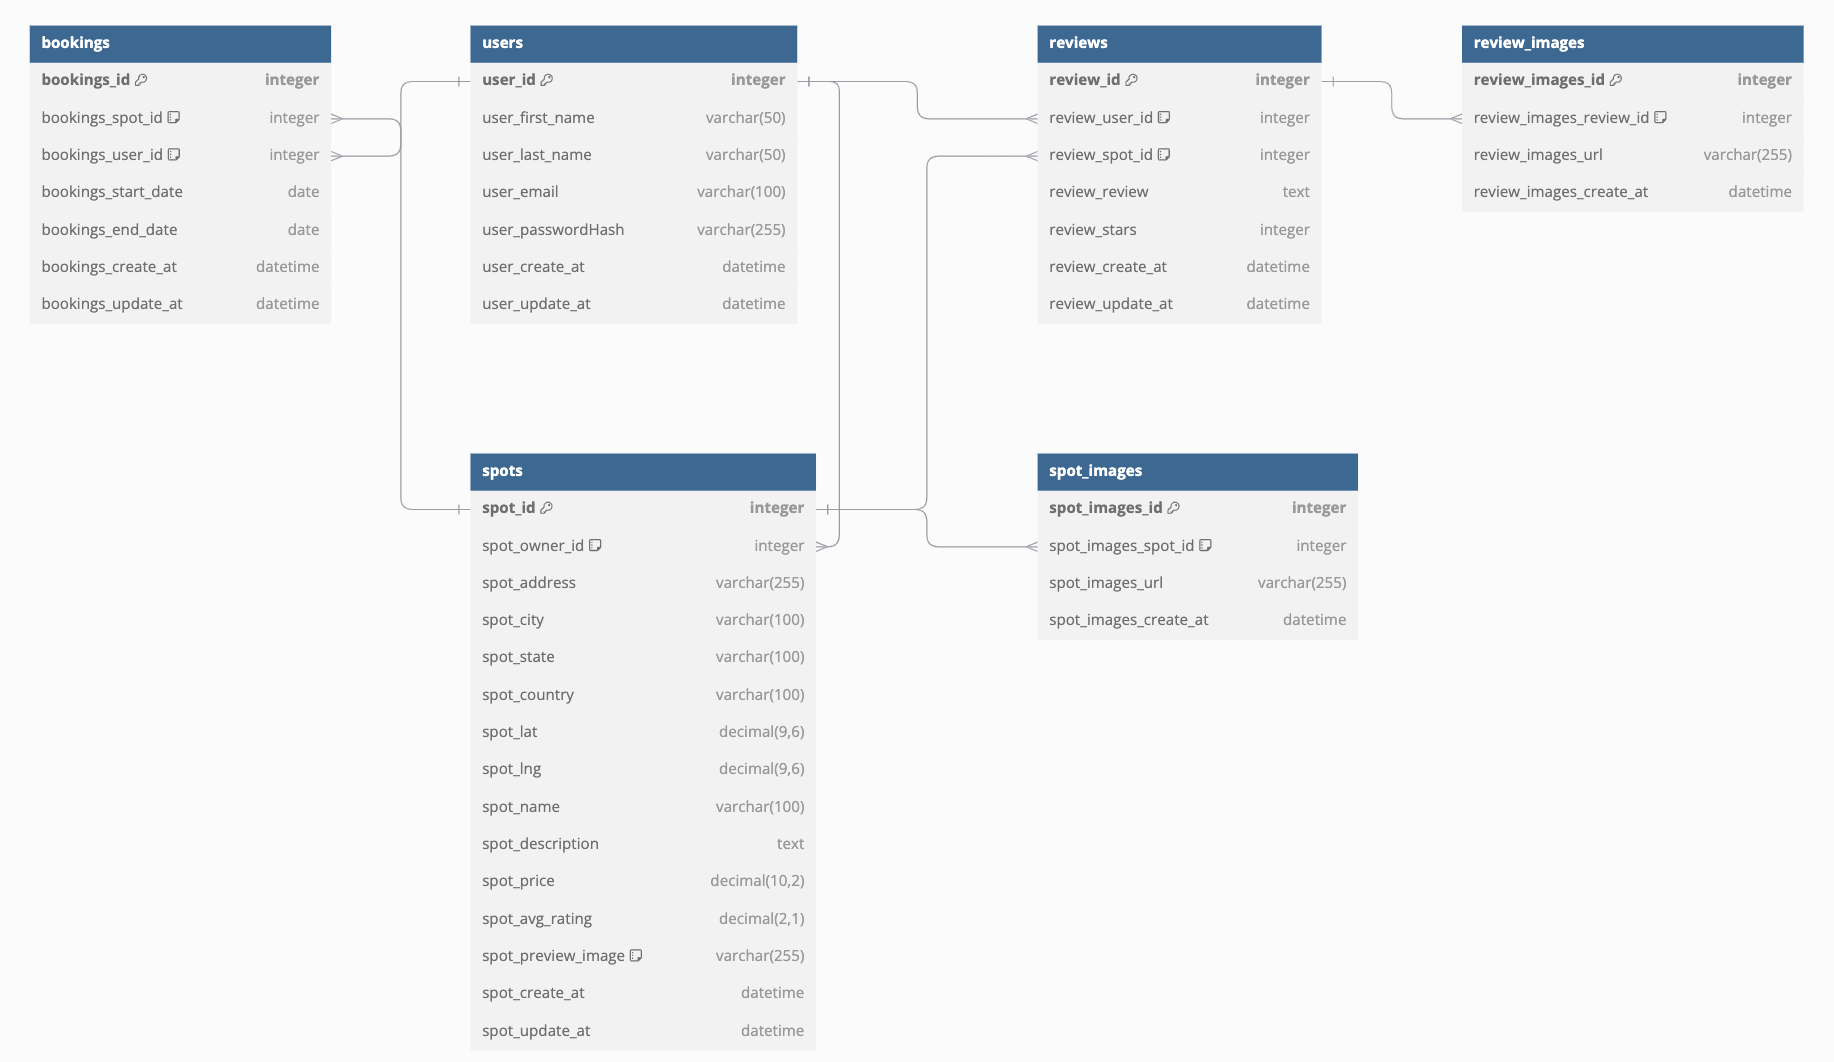 bookings
bookings_id integer
bookings_spot_id integer
bookings_user_id integer
bookings_start_date date
bookings_end_date date
bookings_create_at datetime
bookings_update_at datetime
users
user_id integer
user_first_name varchar(50)
user_last_name varchar(50)
user_email varchar(100)
user_passwordHash varchar(255)
user_create_at datetime
user_update_at datetime
reviews
review_id integer
review_user_id integer
review_spot_id integer
review_review text
review_stars integer
review_create_at datetime
review_update_at datetime
review_images
review_images_id integer
review_images_review_id integer
review_images_url varchar(255)
review_images_create_at datetime
spots
spot_id integer
spot_owner_id integer
spot_address varchar(255)
spot_city varchar(100)
spot_state varchar(100)
spot_country varchar(100)
spot_lat decimal(9,6)
spot_lng decimal(9,6)
spot_name varchar(100)
spot_description text
spot_price decimal(10,2)
spot_avg_rating decimal(2,1)
spot_preview_image varchar(255)
spot_create_at datetime
spot_update_at datetime
spot_images
spot_images_id integer
spot_images_spot_id integer
spot_images_url varchar(255)
spot_images_create_at datetime